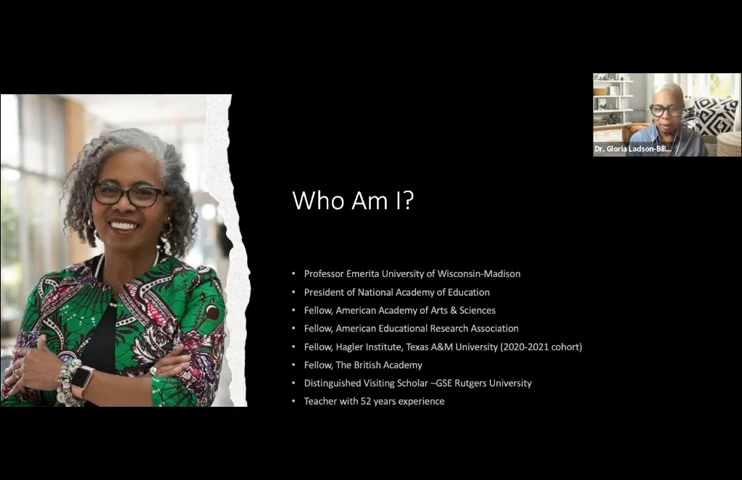 Dr. Gloria Ladson-Bill...
Who Am I?
• Professor Emerita University of Wisconsin-Madison
• President of National Academy of Education
• Fellow, American Academy of Arts & Sciences
• Fellow, American Educational Research Association
• Fellow, Hagler Institute, Texas A&M University (2020-2021 cohort)
• Fellow, The British Academy
• Distinguished Visiting Scholar –GSE Rutgers University
• Teacher with 52 years experience